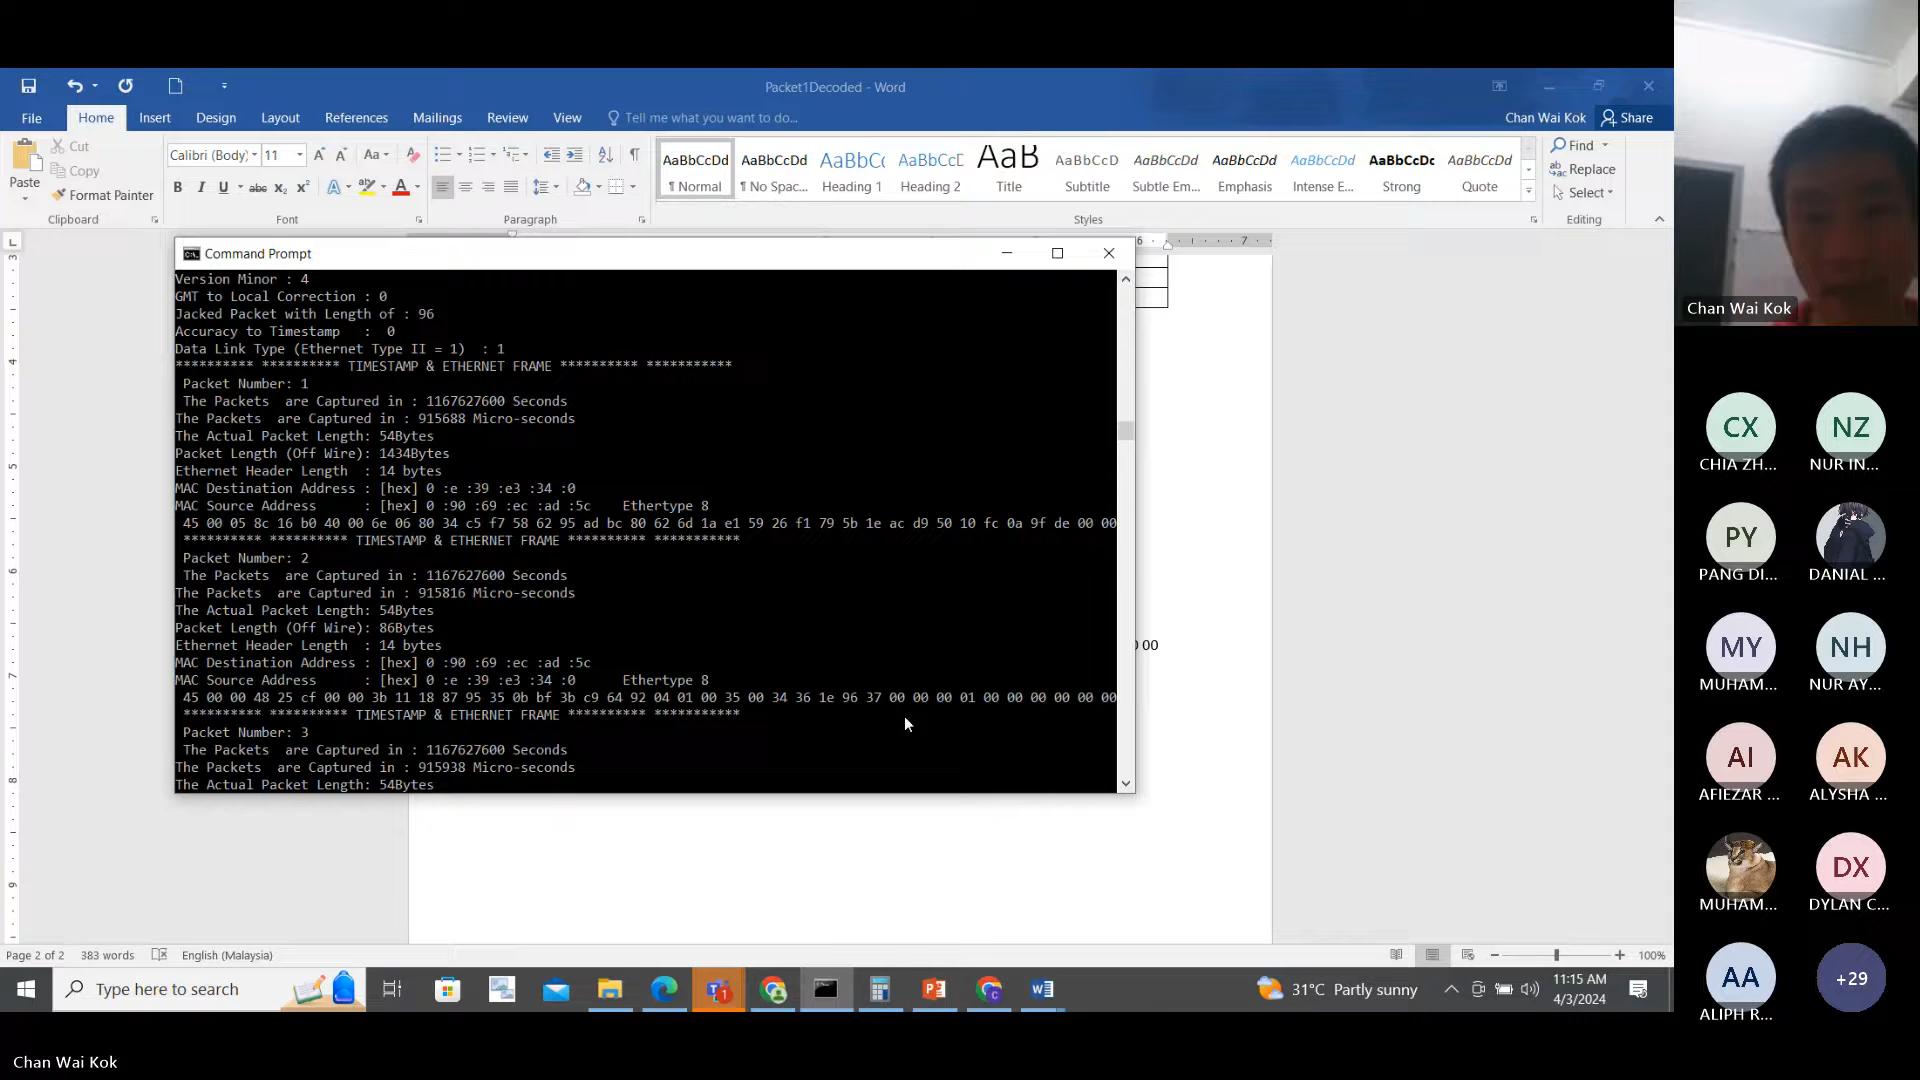 Packet1Decoded - Word
File
Home
Insert
Design
Layout
References
Mailings
Review
View
Tell me what you want to do...
Chan Wai Kok
Share
Cut
Copy
Paste
Format Painter
Clipboard
Calibri (Body)
11
Font
Paragraph
AaBbCcDd
¶ Normal
AaBbCcDd
¶ No Spac...
AaBbCc
Heading 1
AaBbCcD
Heading 2
AaB
Title
AaBbCcD
Subtitle
AaBbCcDd
Subtle Em...
AaBbCcDd
Emphasis
AaBbCcDd
Intense E...
AaBbCcDc
Strong
AaBbCcDd
Quote
Styles
Find
Replace
Select
Editing
Command Prompt
Version Minor : 4
GMT to Local Correction : 0
Jacked Packet with Length of : 96
Accuracy to Timestamp   :  0
Data Link Type (Ethernet Type II = 1)  : 1
********** ********** TIMESTAMP & ETHERNET FRAME ********** ***********
Packet Number: 1
The Packets  are Captured in : 1167627600 Seconds
The Packets  are Captured in : 915688 Micro-seconds
The Actual Packet Length: 54Bytes
Packet Length (Off Wire): 1434Bytes
Ethernet Header Length  : 14 bytes
MAC Destination Address : [hex] 0 :e :39 :e3 :34 :0
MAC Source Address      : [hex] 0 :90 :69 :ec :ad :5c    Ethertype 8
45 00 05 8c 16 b0 40 00 6e 06 80 34 c5 f7 58 62 95 ad bc 80 62 6d 1a e1 59 26 f1 79 5b 1e ac d9 50 10 fc 0a 9f de 00 00
********** ********** TIMESTAMP & ETHERNET FRAME ********** ***********
Packet Number: 2
The Packets  are Captured in : 1167627600 Seconds
The Packets  are Captured in : 915816 Micro-seconds
The Actual Packet Length: 54Bytes
Packet Length (Off Wire): 86Bytes
Ethernet Header Length  : 14 bytes
MAC Destination Address : [hex] 0 :90 :69 :ec :ad :5c
MAC Source Address      : [hex] 0 :e :39 :e3 :34 :0      Ethertype 8
45 00 00 48 25 cf 00 00 3b 11 18 87 95 35 0b bf 3b c9 64 92 04 01 00 35 00 34 36 1e 96 37 00 00 00 01 00 00 00 00 00 00
********** ********** TIMESTAMP & ETHERNET FRAME ********** ***********
Packet Number: 3
The Packets  are Captured in : 1167627600 Seconds
The Packets  are Captured in : 915938 Micro-seconds
The Actual Packet Length: 54Bytes
6
7
00
3
4
5
6
7
8
9
Page 2 of 2
383 words
English (Malaysia)
100%
Type here to search
31°C Partly sunny
11:15 AM
4/3/2024
Chan Wai Kok
Chan Wai Kok
CX
CHIA ZH...
NZ
NUR IN...
PY
PANG DI...
DANIAL ...
MY
MUHAM...
NH
NUR AY...
AI
AFIEZAR ...
AK
ALYSHA ...
MUHAM...
DX
DYLAN C...
AA
ALIPH R...
+29